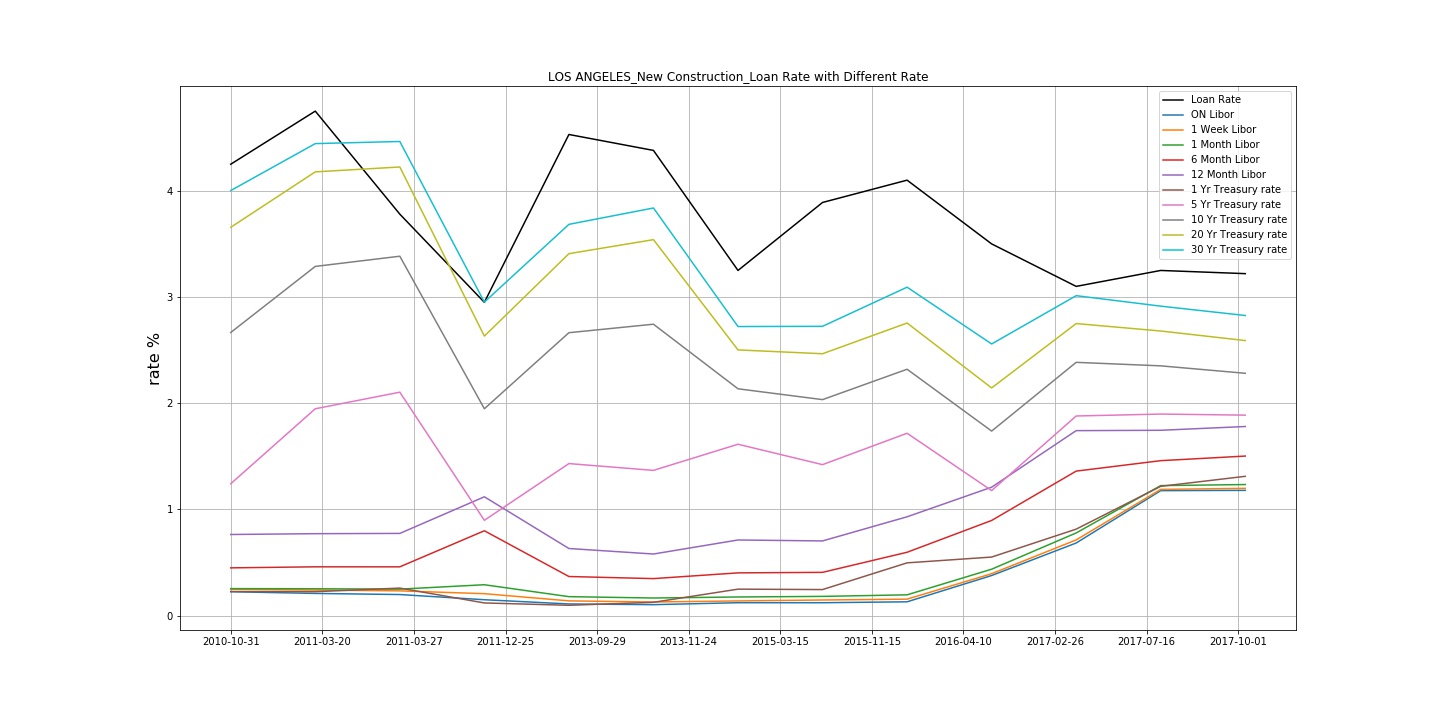 LOS ANGELES_New Construction_Loan Rate with Different Rate
Loan Rate
ON Libor
1 Week Libor
1 Month Libor
6 Month Libor
12 Month Libor
1 Yr Treasury rate
5 Yr Treasury rate
10 Yr Treasury rate
20 Yr Treasury rate
30 Yr Treasury rate
rate %
4
3
2
1
0
2010-10-31 2011-03-20 2011-03-27 2011-12-25 2013-09-29 2013-11-24 2015-03-15 2015-11-15 2016-04-10 2017-02-26 2017-07-16 2017-10-01